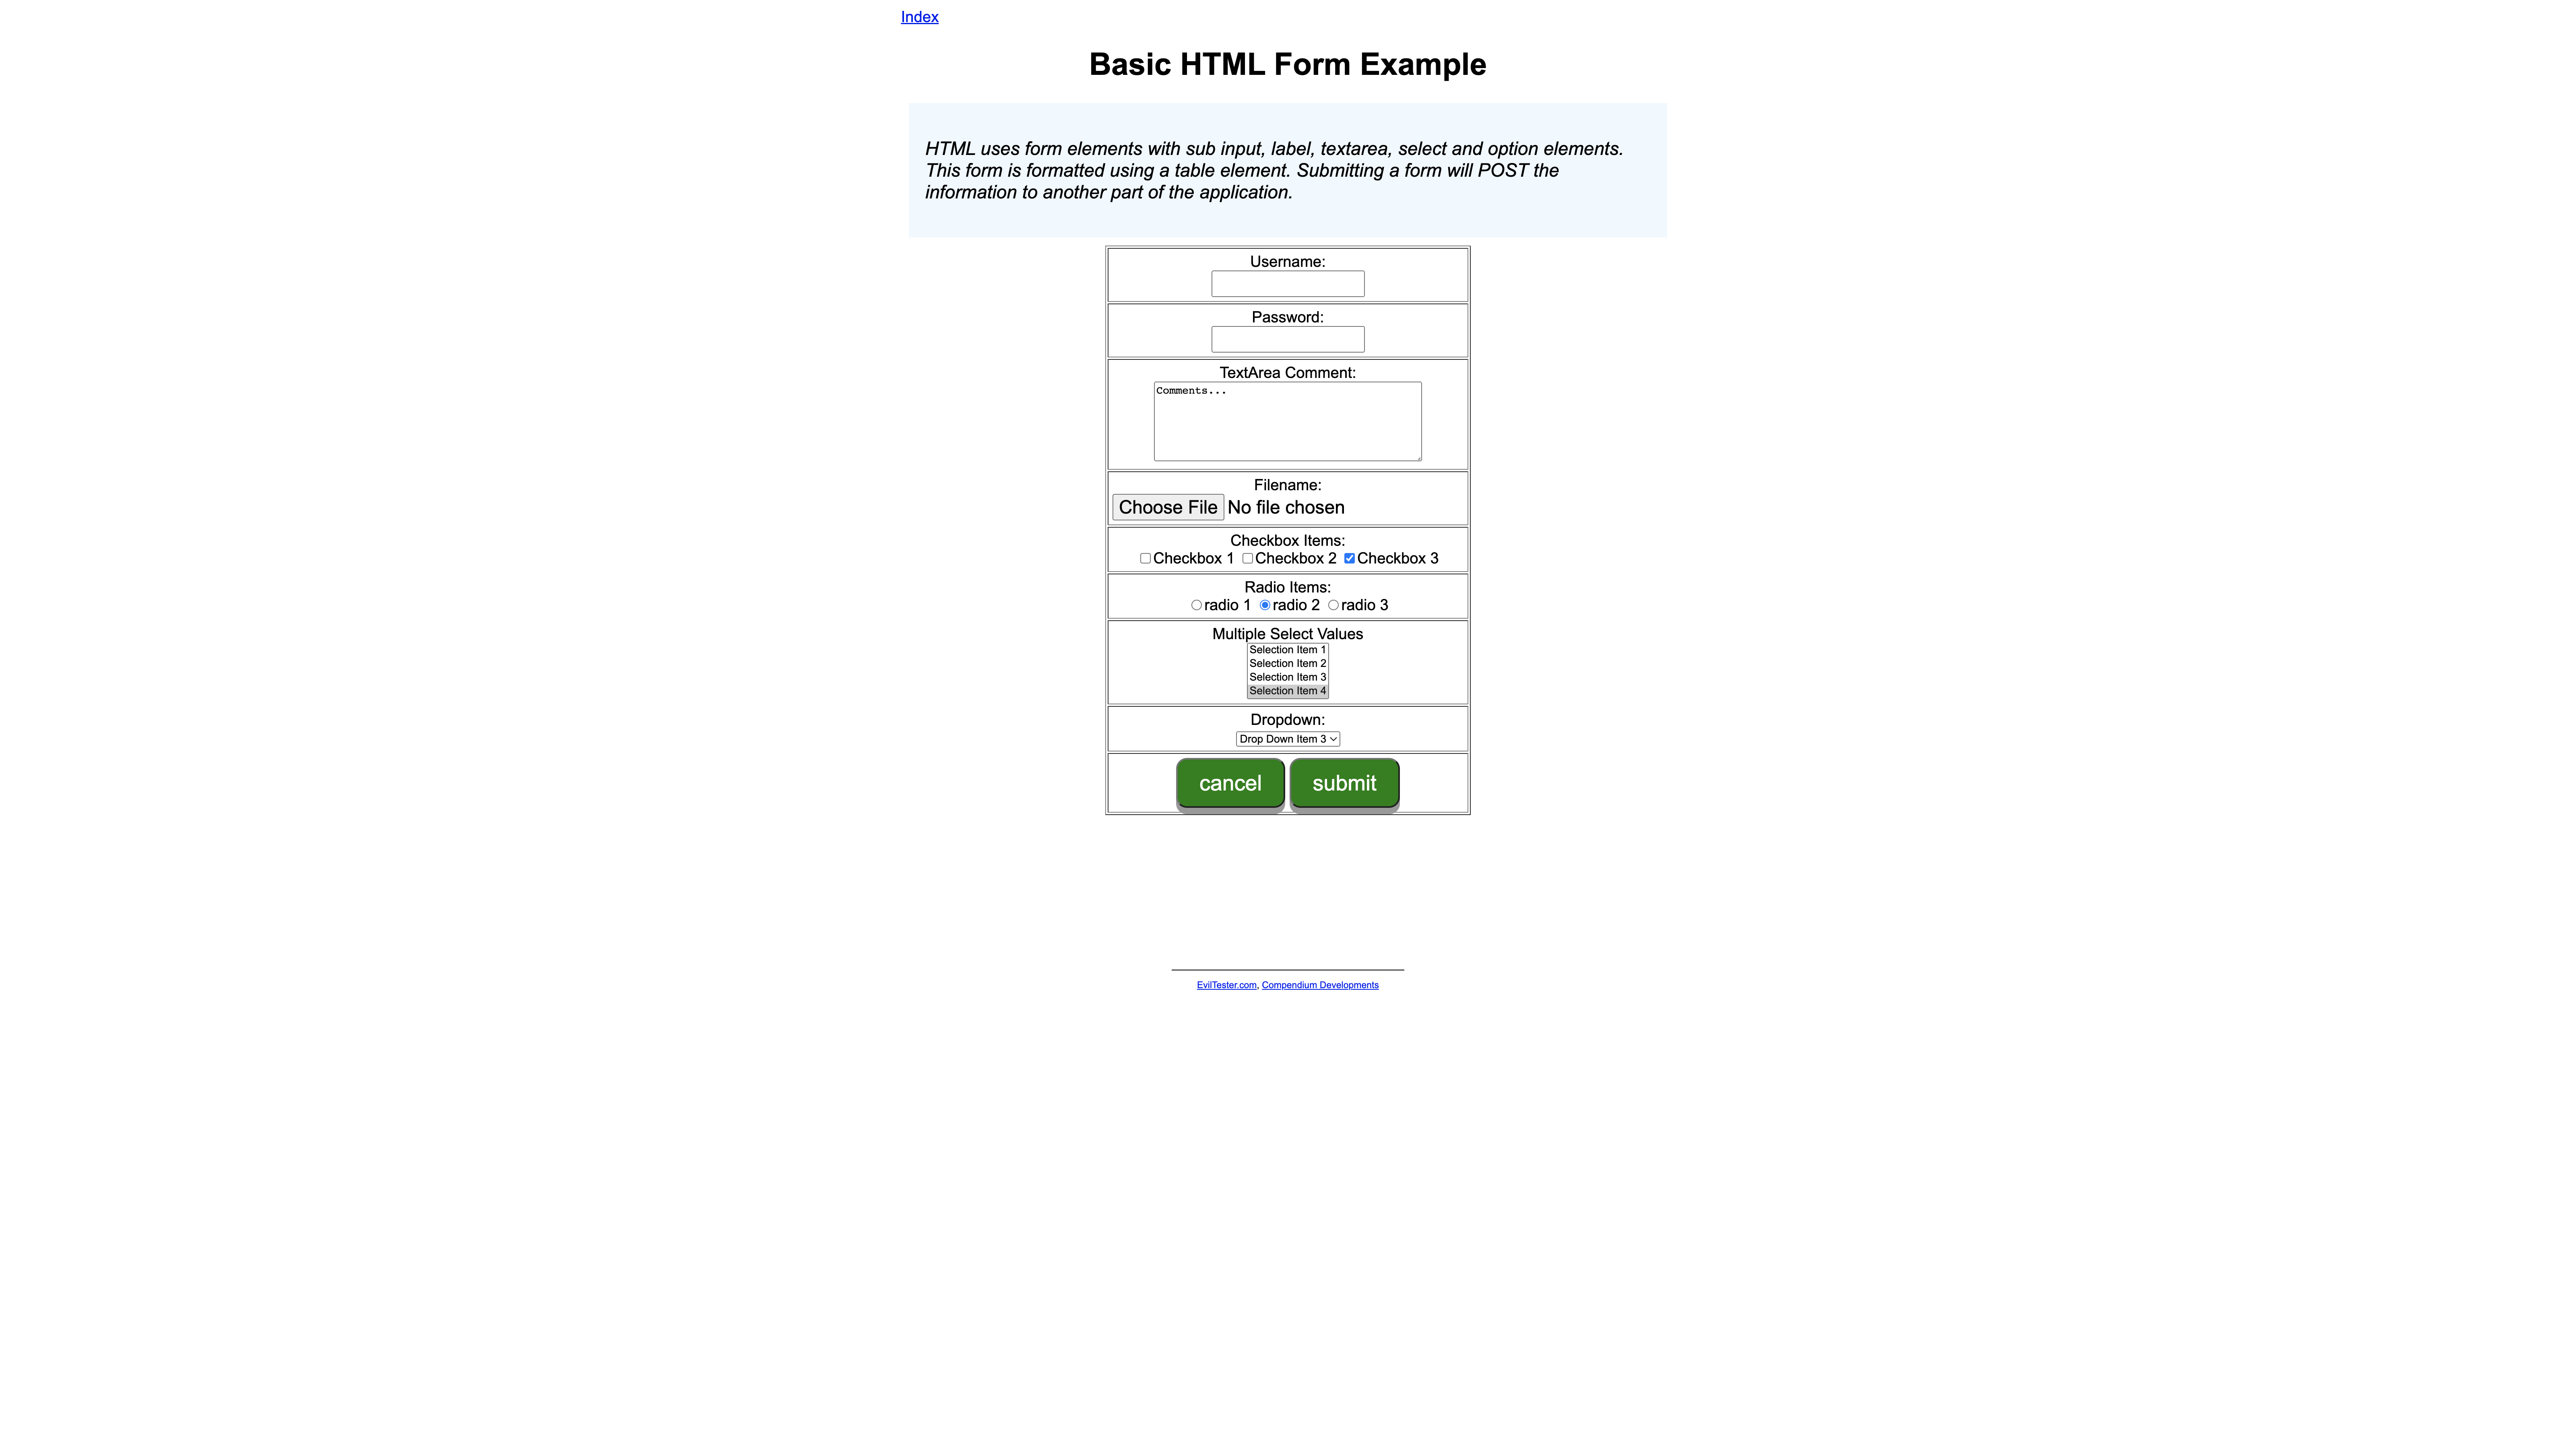 Index
Basic HTML Form Example
HTML uses form elements with sub input, label, textarea, select and option elements.
This form is formatted using a table element. Submitting a form will POST the
information to another part of the application.
Username:
Password:
TextArea Comment:
Comments...
Filename:
Choose File No file chosen
Checkbox Items:
Checkbox 1 Checkbox 2 Checkbox 3
Radio Items:
radio 1 radio 2 radio 3
Multiple Select Values
Selection Item 1
Selection Item 2
Selection Item 3
Selection Item 4
Dropdown:
Drop Down Item 3
cancel submit
EvilTester.com, Compendium Developments